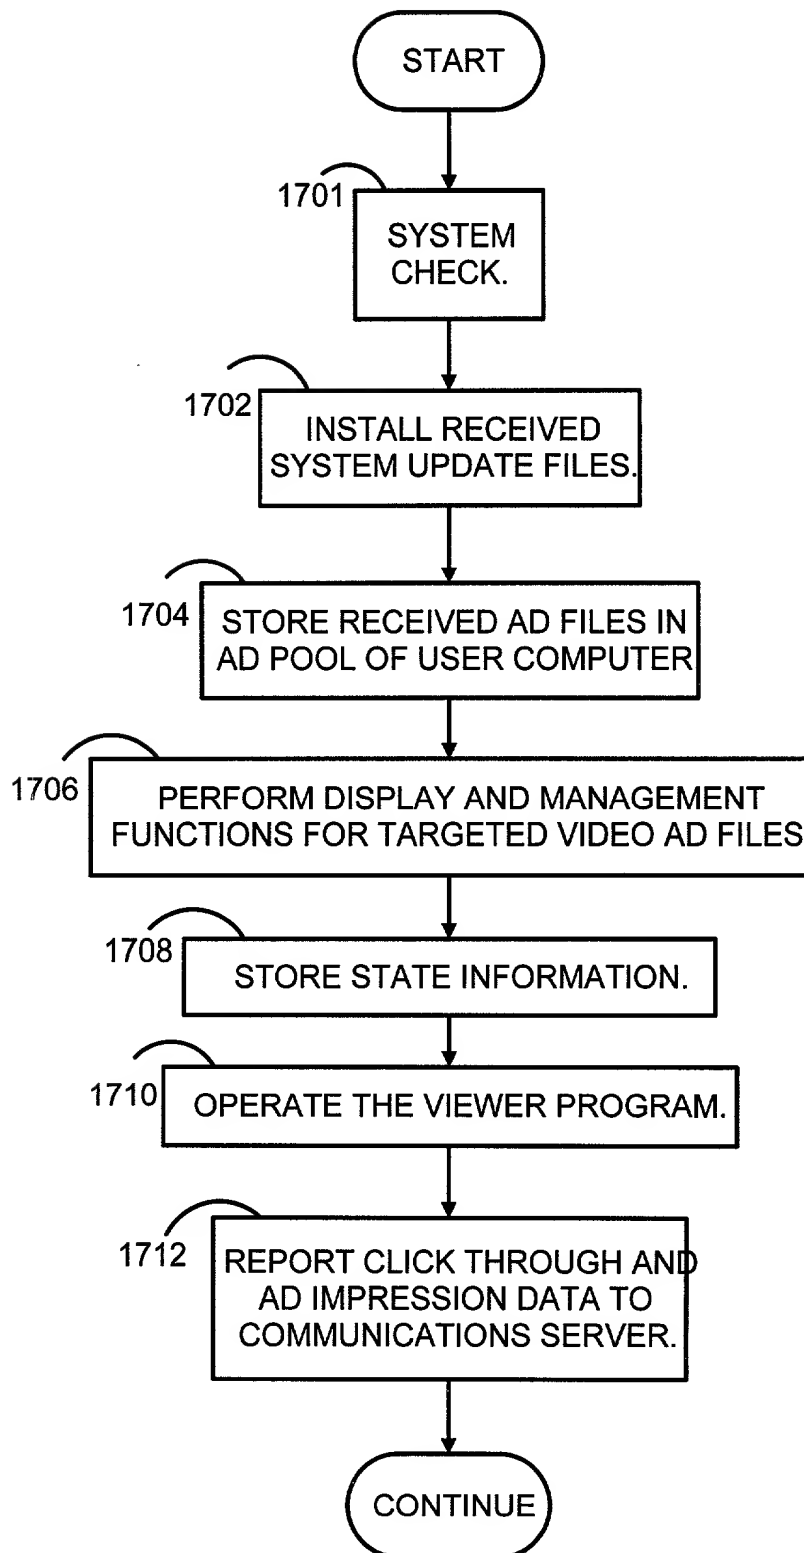 START
1701
SYSTEM
CHECK.
1702
INSTALL RECEIVED
SYSTEM UPDATE FILES.
1704
STORE RECEIVED AD FILES IN
AD POOL OF USER COMPUTER
1706
PERFORM DISPLAY AND MANAGEMENT
FUNCTIONS FOR TARGETED VIDEO AD FILES
1708
STORE STATE INFORMATION.
1710
OPERATE THE VIEWER PROGRAM.
1712
REPORT CLICK THROUGH AND
AD IMPRESSION DATA TO
COMMUNICATIONS SERVER.
CONTINUE